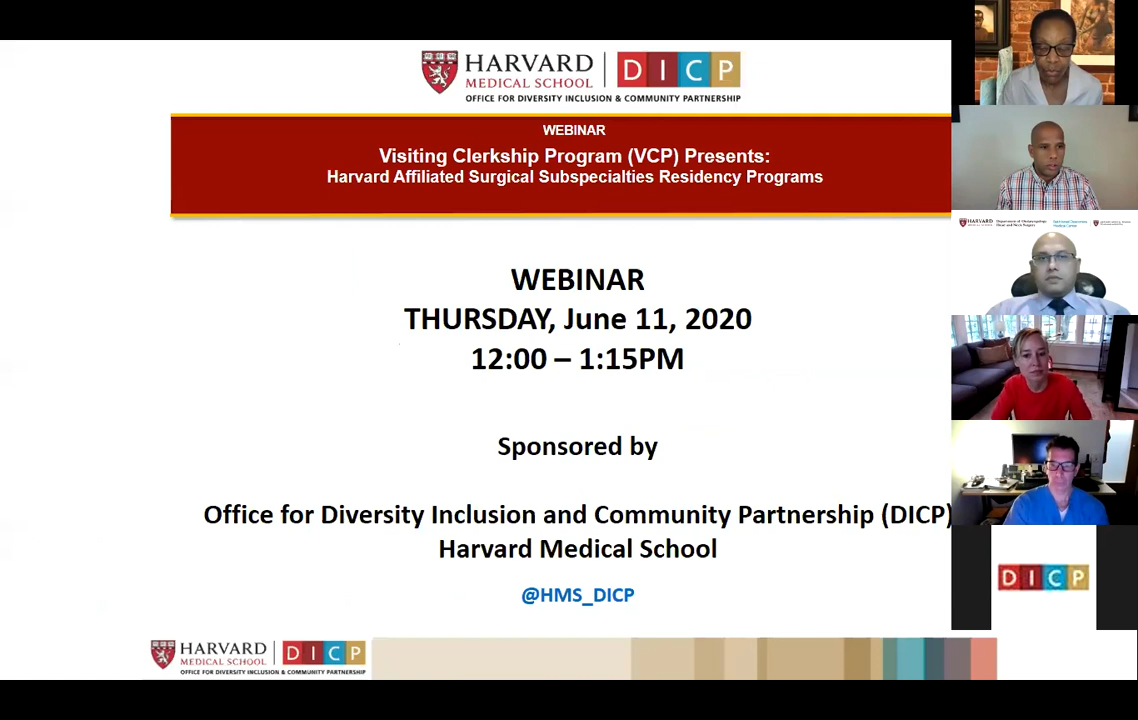 HARVARD
MEDICAL SCHOOL
DICP
OFFICE FOR DIVERSITY INCLUSION & COMMUNITY PARTNERSHIP
WEBINAR
Visiting Clerkship Program (VCP) Presents:
Harvard Affiliated Surgical Subspecialties Residency Programs
WEBINAR
THURSDAY, June 11, 2020
12:00 – 1:15PM
Sponsored by
Office for Diversity Inclusion and Community Partnership (DICP)
Harvard Medical School
@HMS_DICP
HARVARD
MEDICAL SCHOOL
DICP
OFFICE FOR DIVERSITY INCLUSION & COMMUNITY PARTNERSHIP
HARVARD
DICP